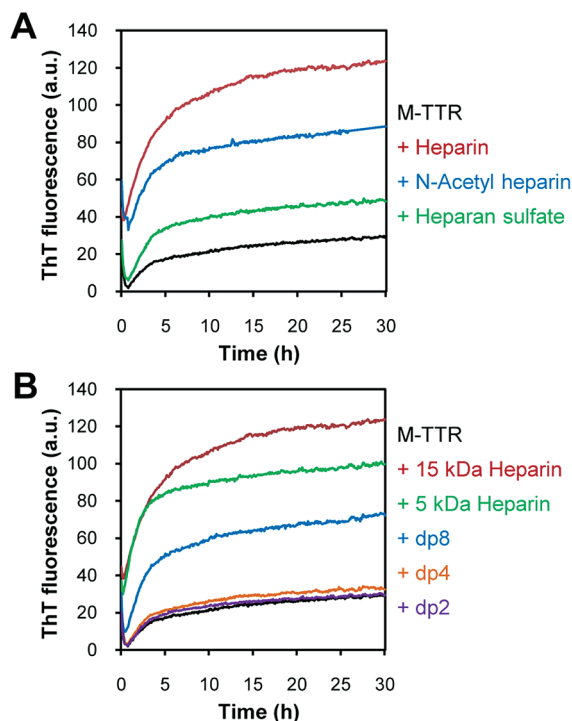 A
ThT fluorescence (a.u.)
140
120
100
80
60
40
20
0
0 5 10 15 20 25 30
Time (h)
M-TTR
+ Heparin
+ N-Acetyl heparin
+ Heparan sulfate
B
ThT fluorescence (a.u.)
140
120
100
80
60
40
20
0
0 5 10 15 20 25 30
Time (h)
M-TTR
+ 15 kDa Heparin
+ 5 kDa Heparin
+ dp8
+ dp4
+ dp2